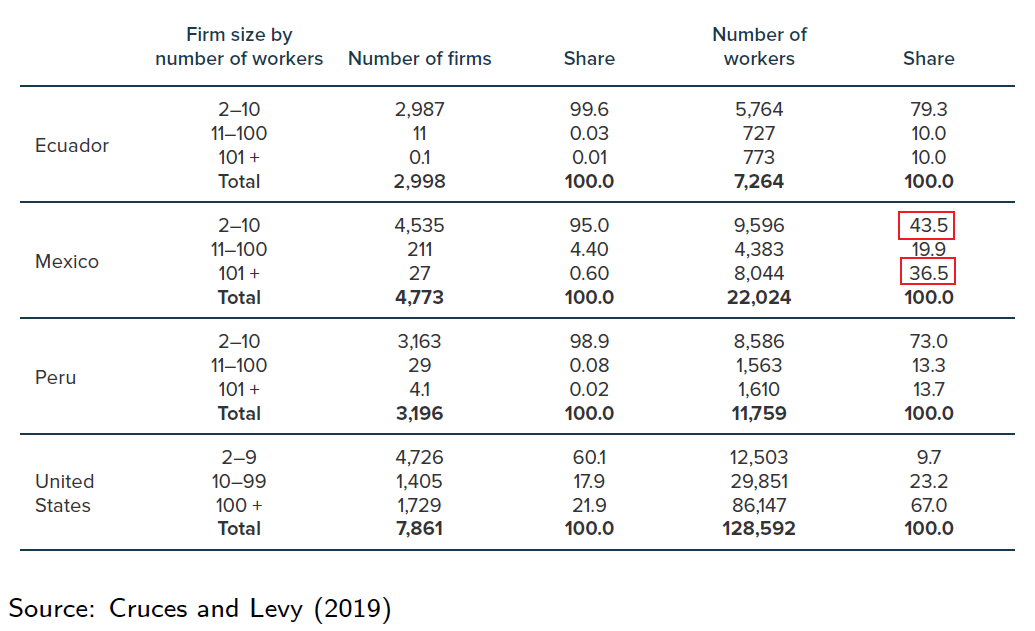 Firm size by number of workers Number of firms Share Number of workers Share
Ecuador
2–10 2,987 99.6 5,764 79.3
11–100 11 0.03 727 10.0
101 + 0.1 0.01 773 10.0
Total 2,998 100.0 7,264 100.0
Mexico
2–10 4,535 95.0 9,596 43.5
11–100 211 4.40 4,383 19.9
101 + 27 0.60 8,044 36.5
Total 4,773 100.0 22,024 100.0
Peru
2–10 3,163 98.9 8,586 73.0
11–100 29 0.08 1,563 13.3
101 + 4.1 0.02 1,610 13.7
Total 3,196 100.0 11,759 100.0
United States
2–9 4,726 60.1 12,503 9.7
10–99 1,405 17.9 29,851 23.2
100 + 1,729 21.9 86,147 67.0
Total 7,861 100.0 128,592 100.0
Source: Cruces and Levy (2019)